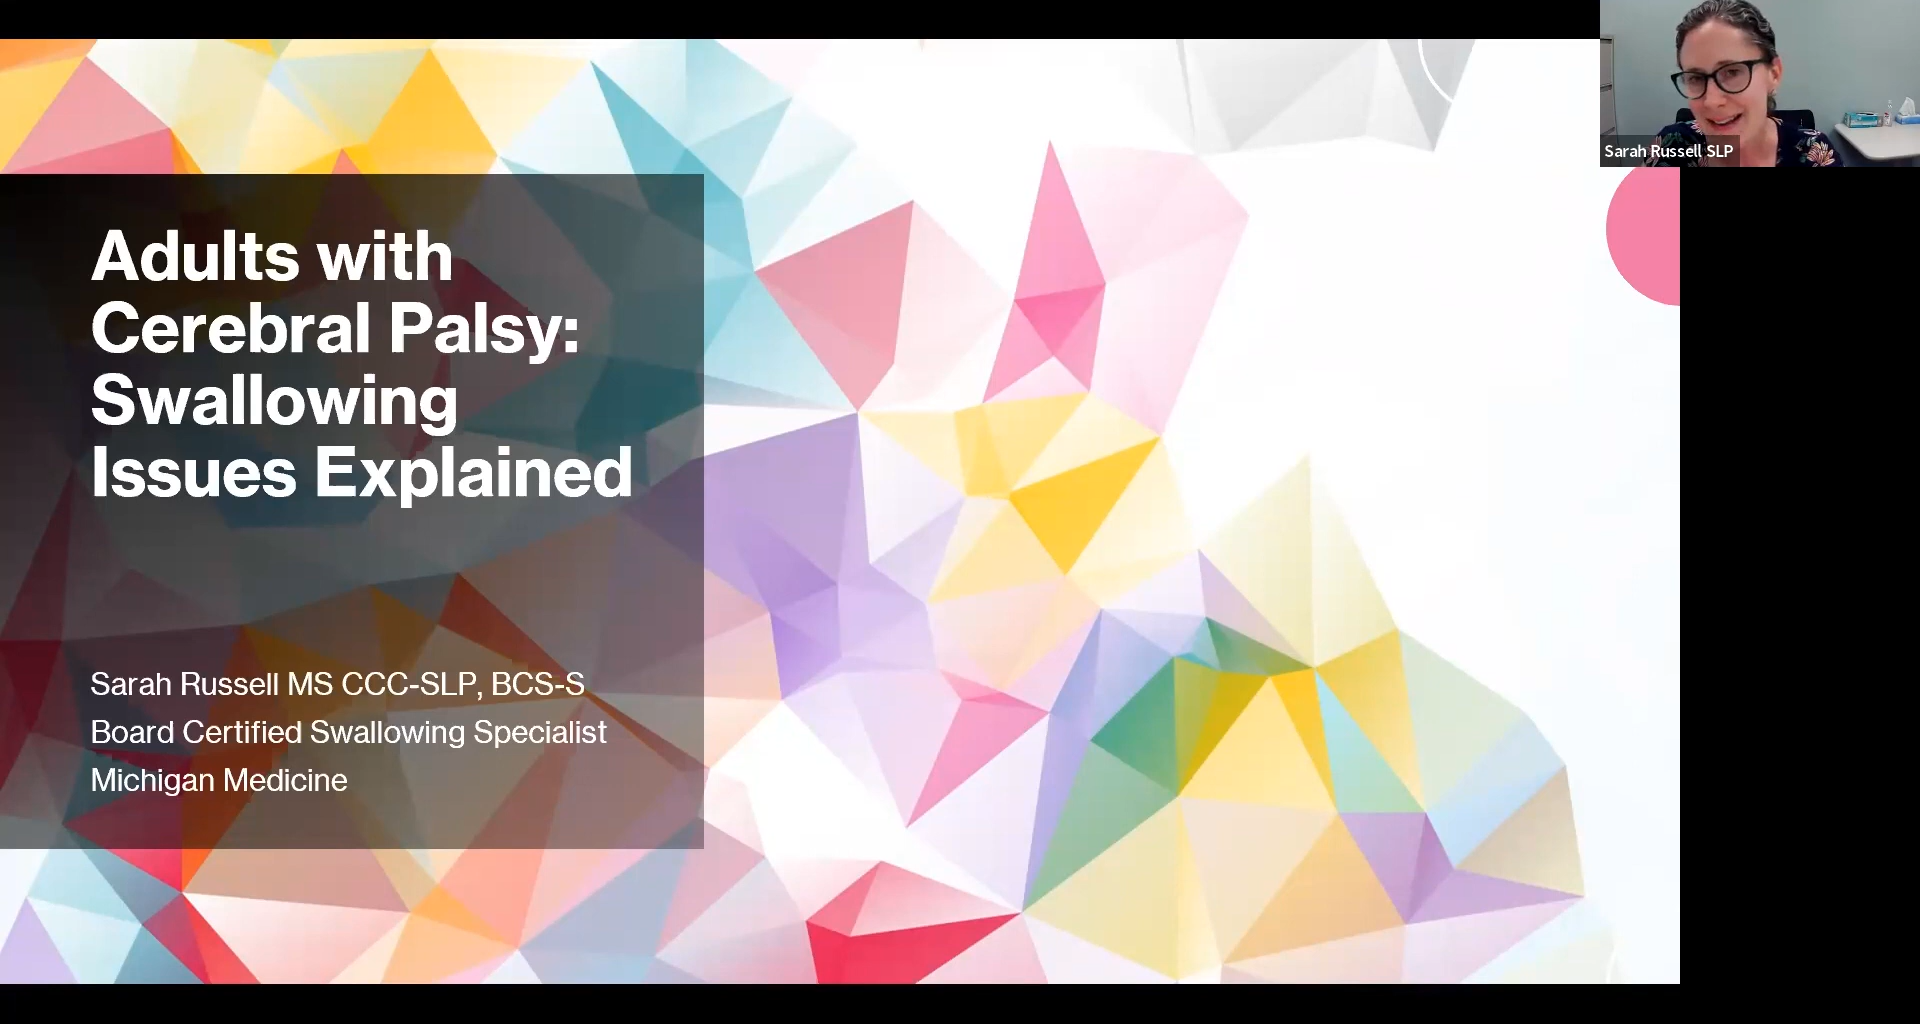 Adults with
Cerebral Palsy:
Swallowing
Issues Explained
Sarah Russell MS CCC-SLP, BCS-S
Board Certified Swallowing Specialist
Michigan Medicine
Sarah Russell SLP